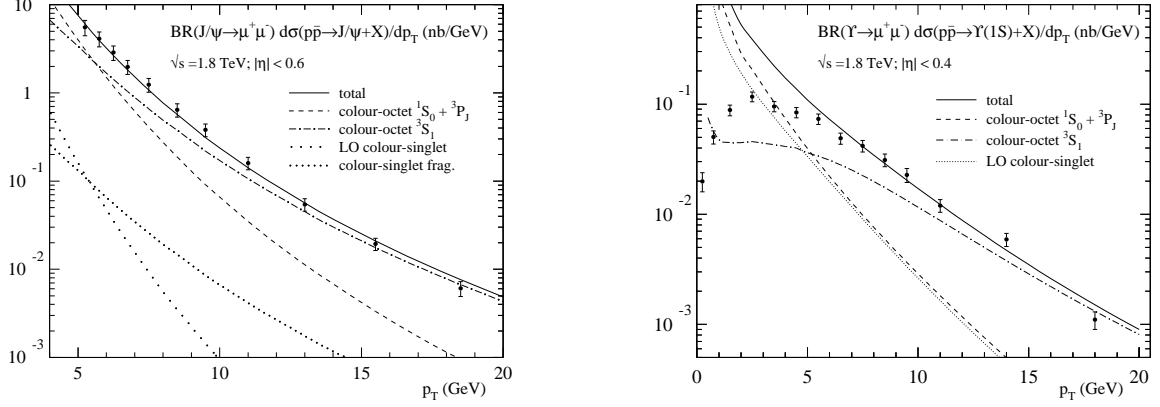 10
BR(J/ψ→μ⁺μ⁻) dσ(pp̄→J/ψ+X)/dp_T (nb/GeV)
√s =1.8 TeV; |η| < 0.6
1
total
colour-octet ¹S₀ + ³P_J
colour-octet ³S₁
LO colour-singlet
colour-singlet frag.
10⁻¹
10⁻²
10⁻³
5 10 15 20
p_T (GeV)
BR(ϒ→μ⁺μ⁻) dσ(pp̄→ϒ(1S)+X)/dp_T (nb/GeV)
√s =1.8 TeV; |η| < 0.4
total
10⁻¹
colour-octet ¹S₀ + ³P_J
colour-octet ³S₁
LO colour-singlet
10⁻²
10⁻³
0 5 10 15 20
p_T (GeV)